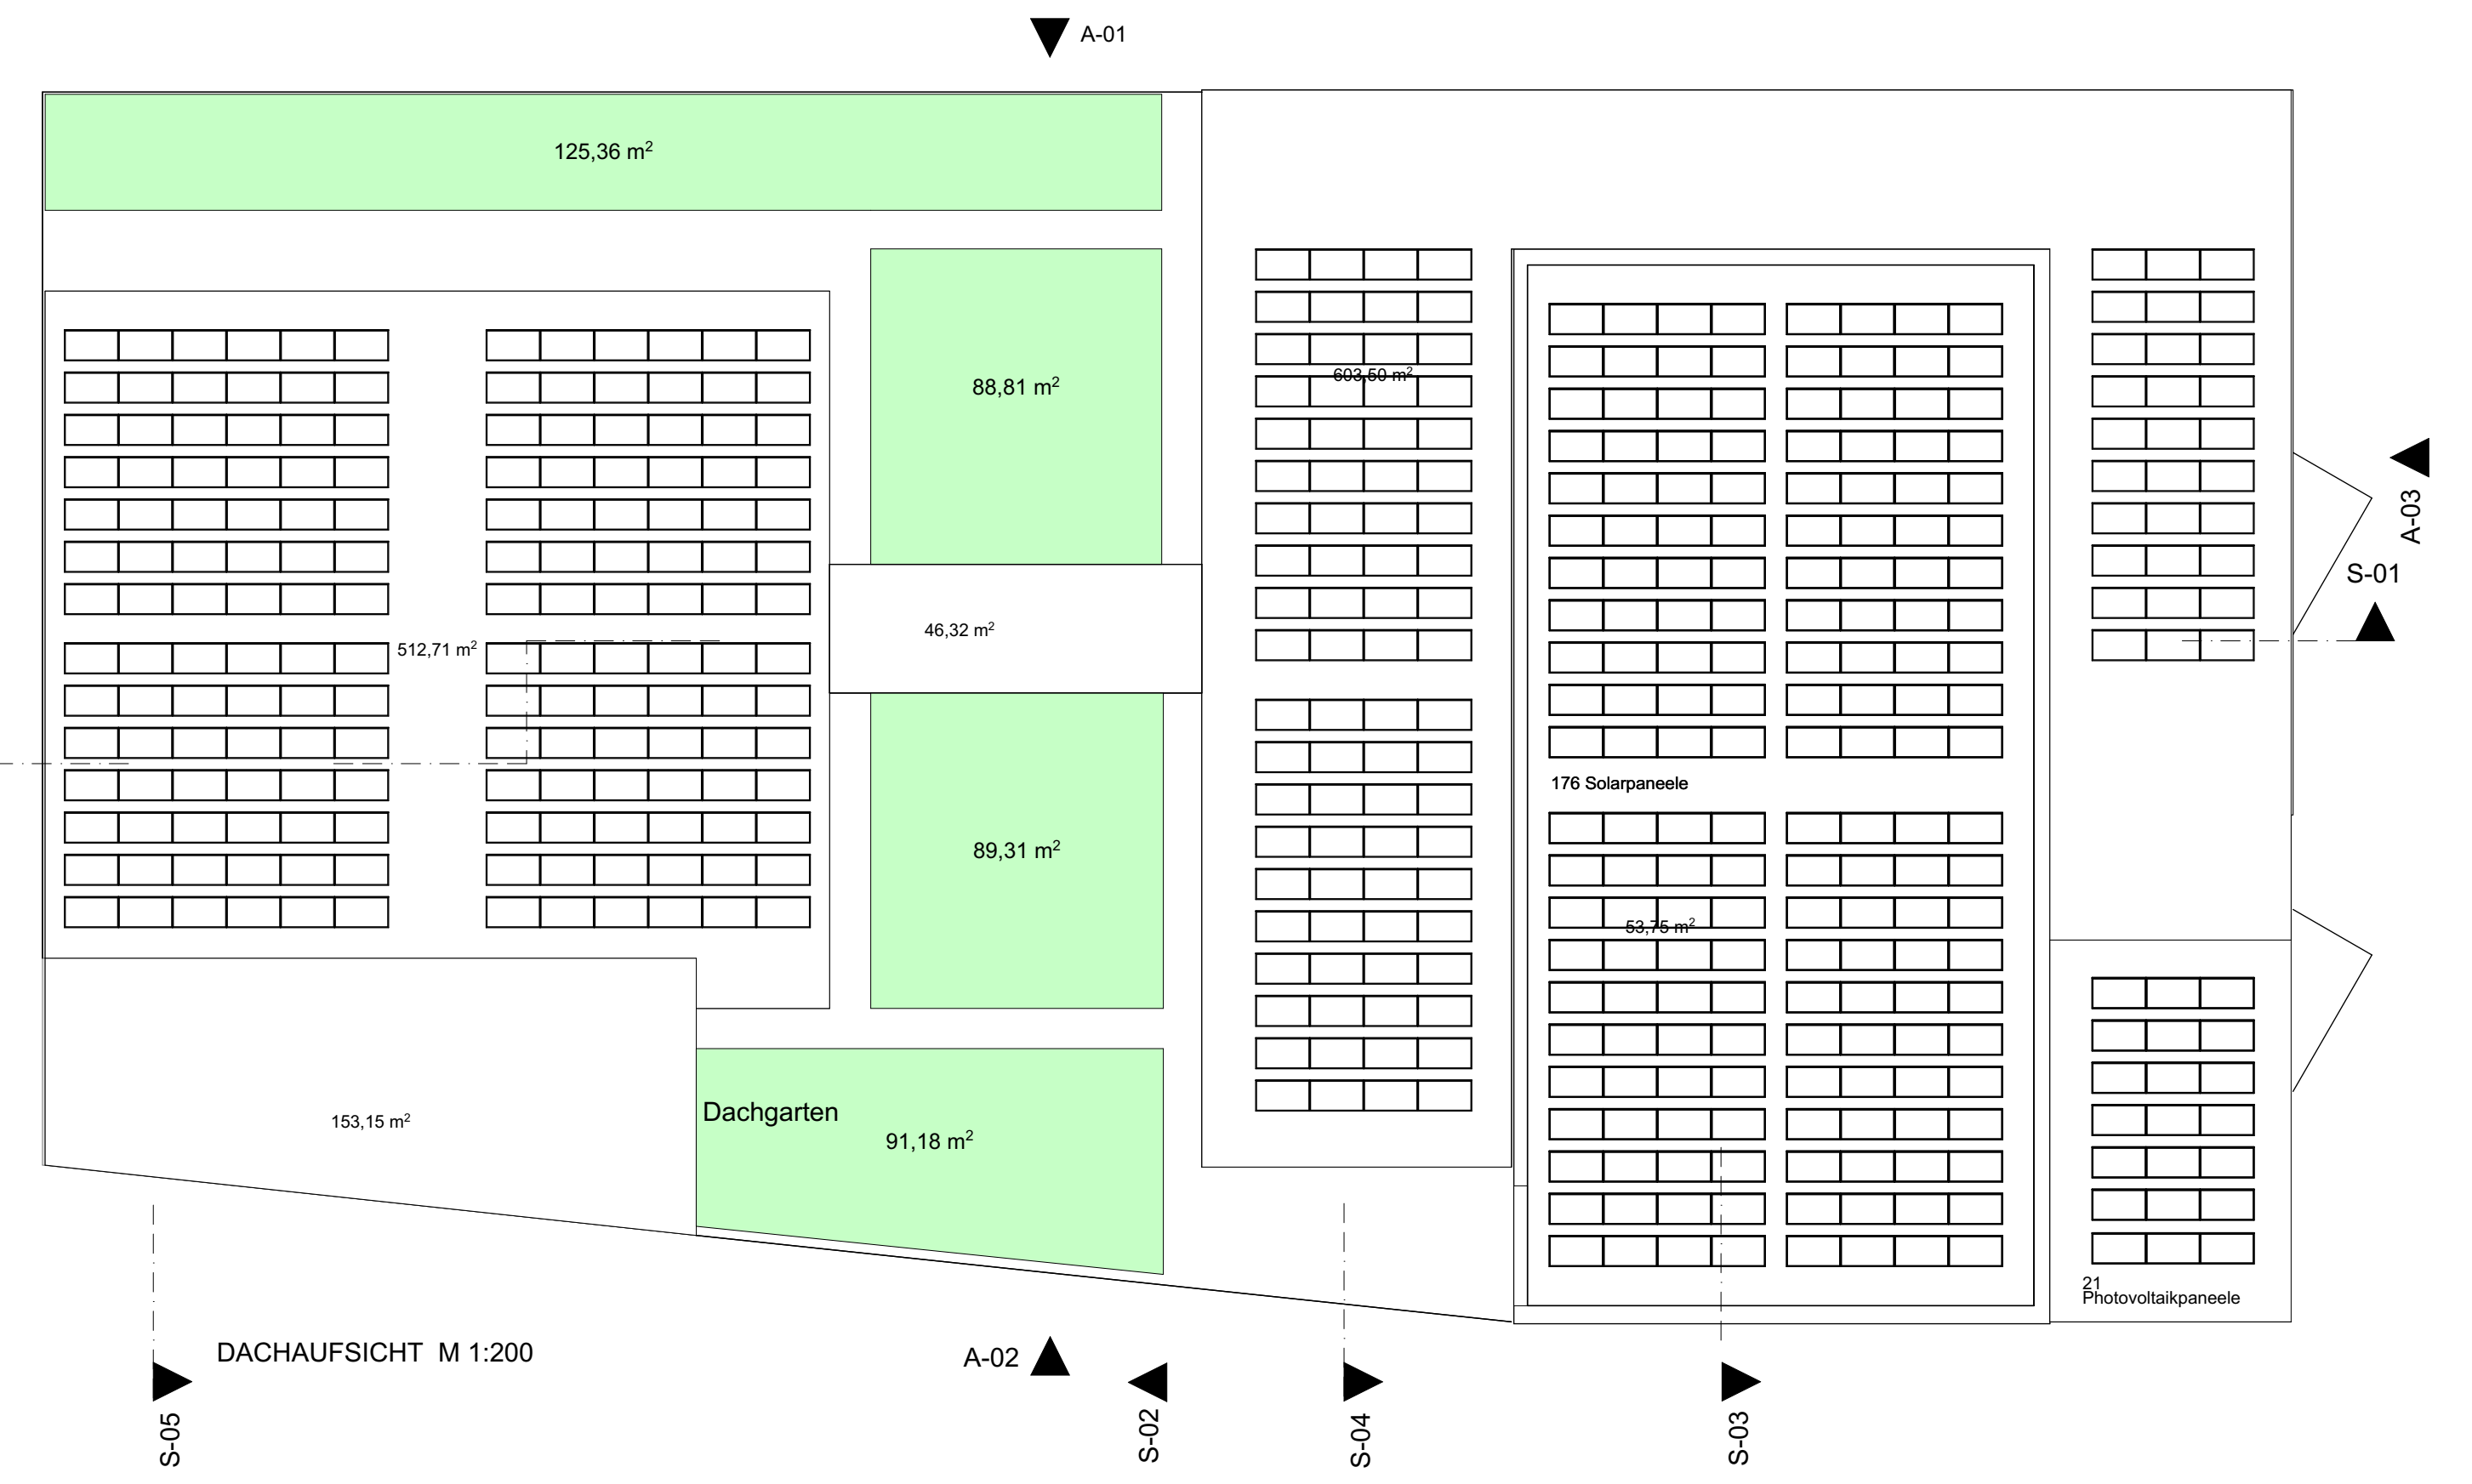 A-01
125,36 m²
88,81 m²
603,50 m²
A-03
S-01
46,32 m²
512,71 m²
176 Solarpaneele
89,31 m²
53,75 m²
Dachgarten
153,15 m²
91,18 m²
21
Photovoltaikpaneele
DACHAUFSICHT M 1:200
A-02
S-05
S-02
S-04
S-03